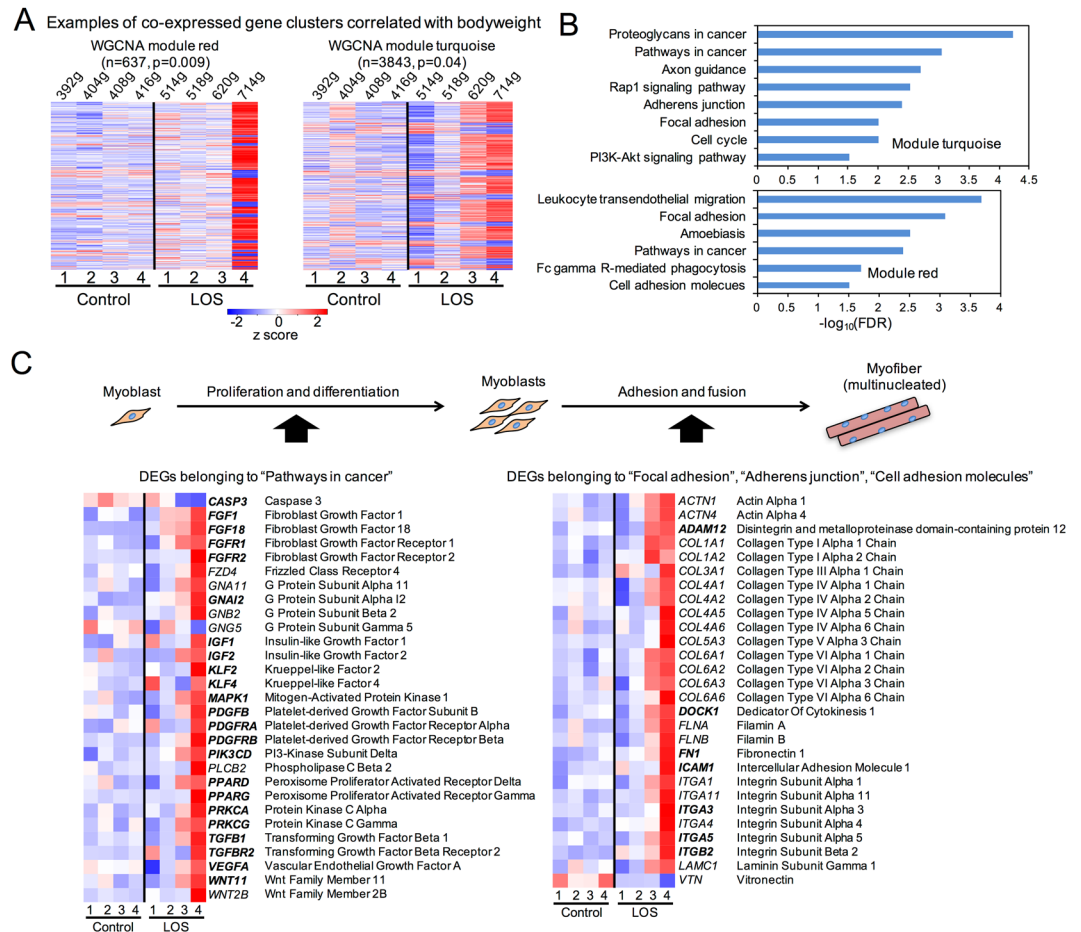 A
Examples of co-expressed gene clusters correlated with bodyweight
WGCNA module red
(n=637, p=0.009)
392g 404g 408g 416g 514g 518g 620g 714g
1 2 3 4 1 2 3 4
Control LOS
WGCNA module turquoise
(n=3843, p=0.04)
392g 404g 408g 416g 514g 518g 620g 714g
1 2 3 4 1 2 3 4
Control LOS
-2 0 2
z score
B
Proteoglycans in cancer
Pathways in cancer
Axon guidance
Rap1 signaling pathway
Adherens junction
Focal adhesion
Cell cycle
PI3K-Akt signaling pathway
Module turquoise
0 0.5 1 1.5 2 2.5 3 3.5 4 4.5
Leukocyte transendothelial migration
Focal adhesion
Amoebiasis
Pathways in cancer
Fc gamma R-mediated phagocytosis
Cell adhesion molecues
Module red
0 0.5 1 1.5 2 2.5 3 3.5 4
-log10(FDR)
C
Myoblast
Proliferation and differentiation
Myoblasts
Adhesion and fusion
Myofiber
(multinucleated)
DEGs belonging to “Pathways in cancer”
CASP3 Caspase 3
FGF1 Fibroblast Growth Factor 1
FGF18 Fibroblast Growth Factor 18
FGFR1 Fibroblast Growth Factor Receptor 1
FGFR2 Fibroblast Growth Factor Receptor 2
FZD4 Frizzled Class Receptor 4
GNA11 G Protein Subunit Alpha 11
GNAI2 G Protein Subunit Alpha I2
GNB2 G Protein Subunit Beta 2
GNG5 G Protein Subunit Gamma 5
IGF1 Insulin-like Growth Factor 1
IGF2 Insulin-like Growth Factor 2
KLF2 Krueppel-like Factor 2
KLF4 Krueppel-like Factor 4
MAPK1 Mitogen-Activated Protein Kinase 1
PDGFB Platelet-derived Growth Factor Subunit B
PDGFRA Platelet-derived Growth Factor Receptor Alpha
PDGFRB Platelet-derived Growth Factor Receptor Beta
PIK3CD PI3-Kinase Subunit Delta
PLCB2 Phospholipase C Beta 2
PPARD Peroxisome Proliferator Activated Receptor Delta
PPARG Peroxisome Proliferator Activated Receptor Gamma
PRKCA Protein Kinase C Alpha
PRKCG Protein Kinase C Gamma
TGFB1 Transforming Growth Factor Beta 1
TGFBR2 Transforming Growth Factor Beta Receptor 2
VEGFA Vascular Endothelial Growth Factor A
WNT11 Wnt Family Member 11
WNT2B Wnt Family Member 2B
1 2 3 4 1 2 3 4
Control LOS
DEGs belonging to “Focal adhesion”, “Adherens junction”, “Cell adhesion molecules”
ACTN1 Actin Alpha 1
ACTN4 Actin Alpha 4
ADAM12 Disintegrin and metalloproteinase domain-containing protein 12
COL1A1 Collagen Type I Alpha 1 Chain
COL1A2 Collagen Type I Alpha 2 Chain
COL3A1 Collagen Type III Alpha 1 Chain
COL4A1 Collagen Type IV Alpha 1 Chain
COL4A2 Collagen Type IV Alpha 2 Chain
COL4A5 Collagen Type IV Alpha 5 Chain
COL4A6 Collagen Type IV Alpha 6 Chain
COL5A3 Collagen Type V Alpha 3 Chain
COL6A1 Collagen Type VI Alpha 1 Chain
COL6A2 Collagen Type VI Alpha 2 Chain
COL6A3 Collagen Type VI Alpha 3 Chain
COL6A6 Collagen Type VI Alpha 6 Chain
DOCK1 Dedicator Of Cytokinesis 1
FLNA Filamin A
FLNB Filamin B
FN1 Fibronectin 1
ICAM1 Intercellular Adhesion Molecule 1
ITGA1 Integrin Subunit Alpha 1
ITGA11 Integrin Subunit Alpha 11
ITGA3 Integrin Subunit Alpha 3
ITGA4 Integrin Subunit Alpha 4
ITGA5 Integrin Subunit Alpha 5
ITGB2 Integrin Subunit Beta 2
LAMC1 Laminin Subunit Gamma 1
VTN Vitronectin
1 2 3 4 1 2 3 4
Control LOS